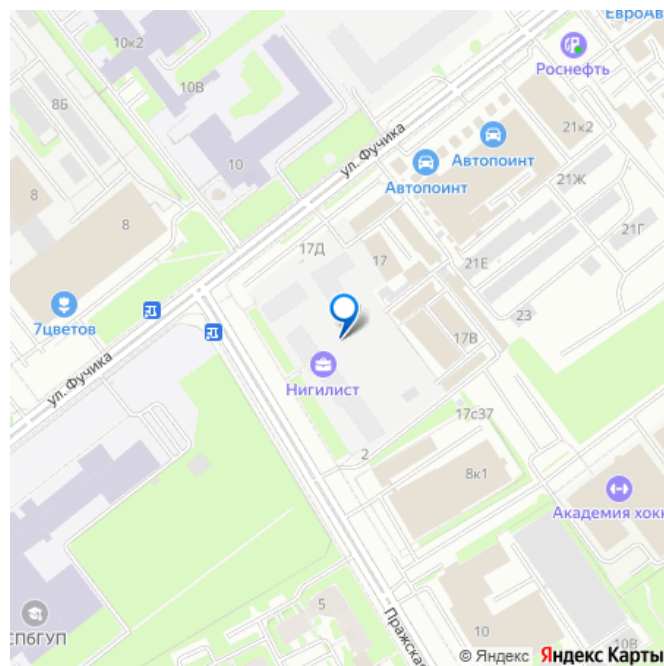 ЕвроАв
Роснефть
10к2
10В
8Б
21к2
ул. Фучика
Автопоинт
Автопоинт
10
8
8
21Ж
21Г
17Д
17
21Е
7цветов
23
17В
ул. Фучика
Нигилист
17с37
2
8к1
Академия хокк
СПбГУП
5
Пражска
10
10В
© Яндекс Яндекс Карты